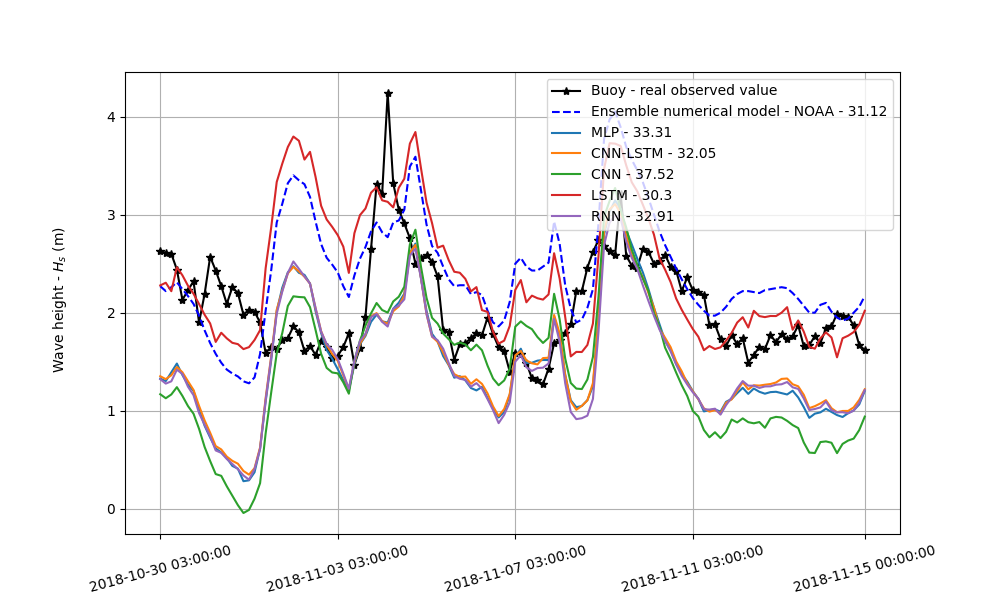 Buoy - real observed value
Ensemble numerical model - NOAA - 31.12
MLP - 33.31
CNN-LSTM - 32.05
CNN - 37.52
LSTM - 30.3
RNN - 32.91
Wave height - Hₛ (m)
4
3
2
1
0
2018-10-30 03:00:00
2018-11-03 03:00:00
2018-11-07 03:00:00
2018-11-11 03:00:00
2018-11-15 00:00:00